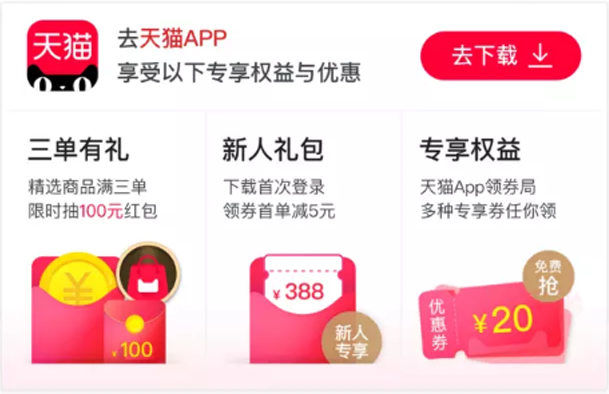 天猫
去天猫APP
享受以下专享权益与优惠
去下载
三单有礼
精选商品满三单
限时抽100元红包
¥
¥100
新人礼包
下载首次登录
领券首单减5元
¥388
新人
专享
专享权益
天猫App领券局
多种专享券任你领
免费
抢
优惠券
¥20